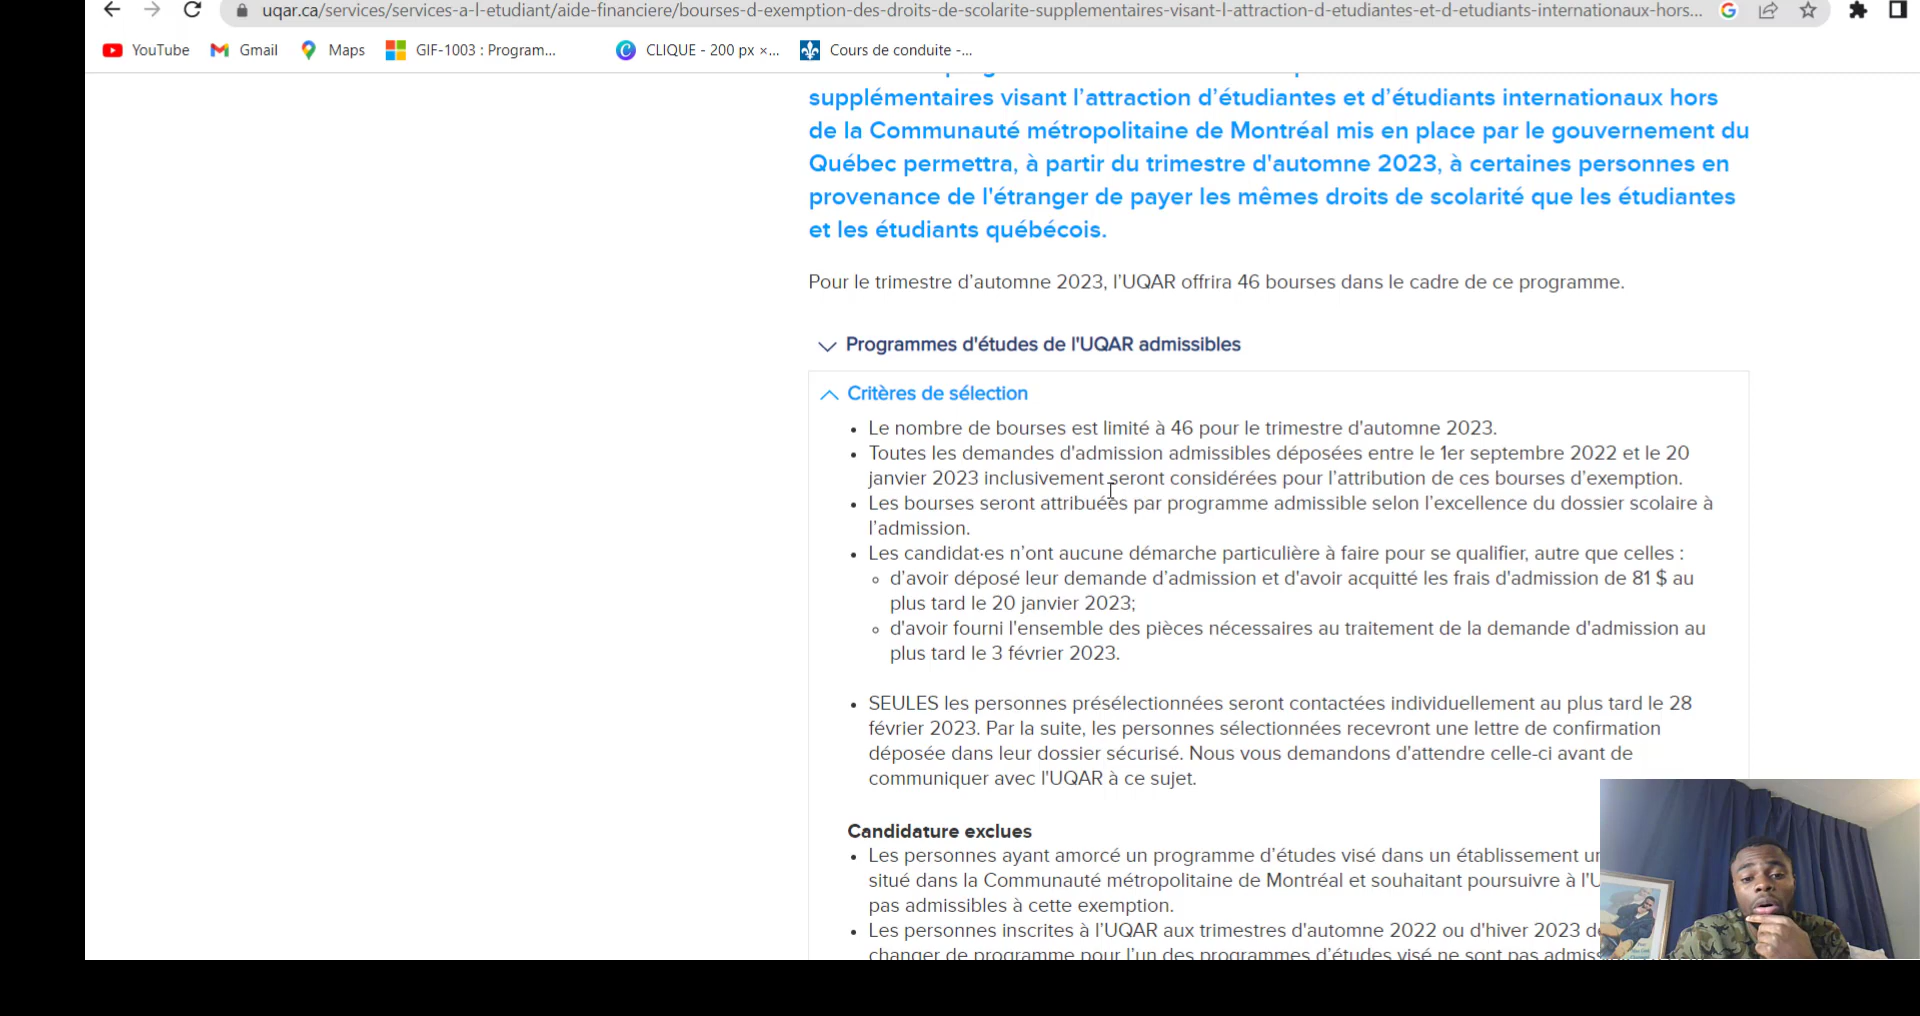 uqar.ca/services/services-a-l-etudiant/aide-financiere/bourses-d-exemption-des-droits-de-scolarite-supplementaires-visant-l-attraction-d-etudiantes-et-d-etudiants-internationaux-hors...
YouTube Gmail Maps GIF-1003 : Program... CLIQUE - 200 px ×... Cours de conduite -...
supplémentaires visant l’attraction d’étudiantes et d’étudiants internationaux hors
de la Communauté métropolitaine de Montréal mis en place par le gouvernement du
Québec permettra, à partir du trimestre d'automne 2023, à certaines personnes en
provenance de l'étranger de payer les mêmes droits de scolarité que les étudiantes
et les étudiants québécois.
Pour le trimestre d’automne 2023, l’UQAR offrira 46 bourses dans le cadre de ce programme.
Programmes d'études de l'UQAR admissibles
Critères de sélection
• Le nombre de bourses est limité à 46 pour le trimestre d'automne 2023.
• Toutes les demandes d'admission admissibles déposées entre le 1er septembre 2022 et le 20
janvier 2023 inclusivement seront considérées pour l’attribution de ces bourses d’exemption.
• Les bourses seront attribuées par programme admissible selon l’excellence du dossier scolaire à
l’admission.
• Les candidat·es n’ont aucune démarche particulière à faire pour se qualifier, autre que celles :
◦ d’avoir déposé leur demande d’admission et d'avoir acquitté les frais d'admission de 81 $ au
plus tard le 20 janvier 2023;
◦ d'avoir fourni l'ensemble des pièces nécessaires au traitement de la demande d'admission au
plus tard le 3 février 2023.
• SEULES les personnes présélectionnées seront contactées individuellement au plus tard le 28
février 2023. Par la suite, les personnes sélectionnées recevront une lettre de confirmation
déposée dans leur dossier sécurisé. Nous vous demandons d'attendre celle-ci avant de
communiquer avec l'UQAR à ce sujet.
Candidature exclues
• Les personnes ayant amorcé un programme d’études visé dans un établissement
situé dans la Communauté métropolitaine de Montréal et souhaitant poursuivre à
pas admissibles à cette exemption.
• Les personnes inscrites à l’UQAR aux trimestres d'automne 2022 ou d'hiver 2023
changer de programme pour l’un des programmes d’études visé ne sont pas